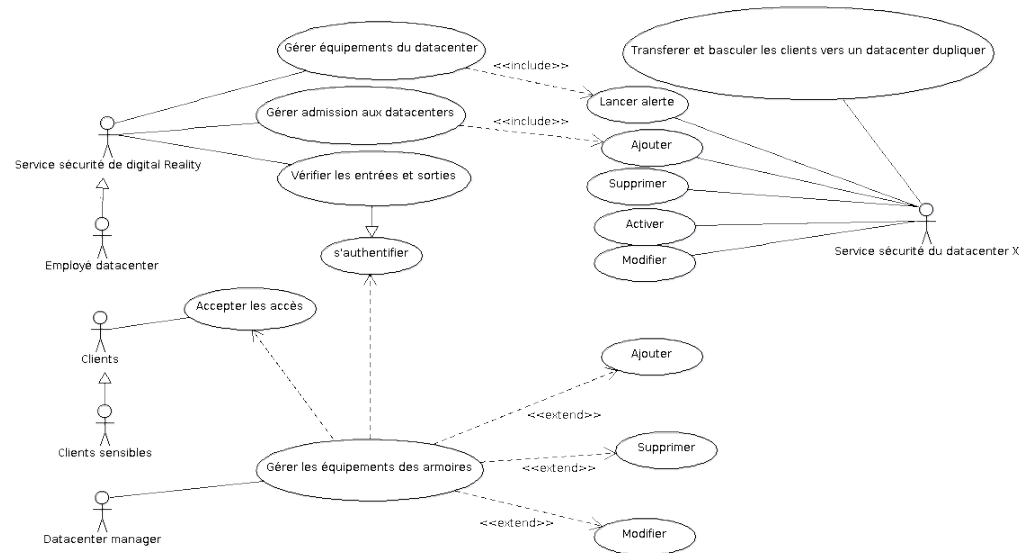 Gérer équipements du datacenter
Transferer et basculer les clients vers un datacenter dupliquer
<<include>>
Lancer alerte
Gérer admission aux datacenters
<<include>>
Ajouter
Service sécurité de digital Reality
Vérifier les entrées et sorties
Supprimer
Activer
Service sécurité du datacenter X
s'authentifier
Modifier
Employé datacenter
Accepter les accès
Clients
Ajouter
<<extend>>
Clients sensibles
Supprimer
Gérer les équipements des armoires
<<extend>>
<<extend>>
Modifier
Datacenter manager